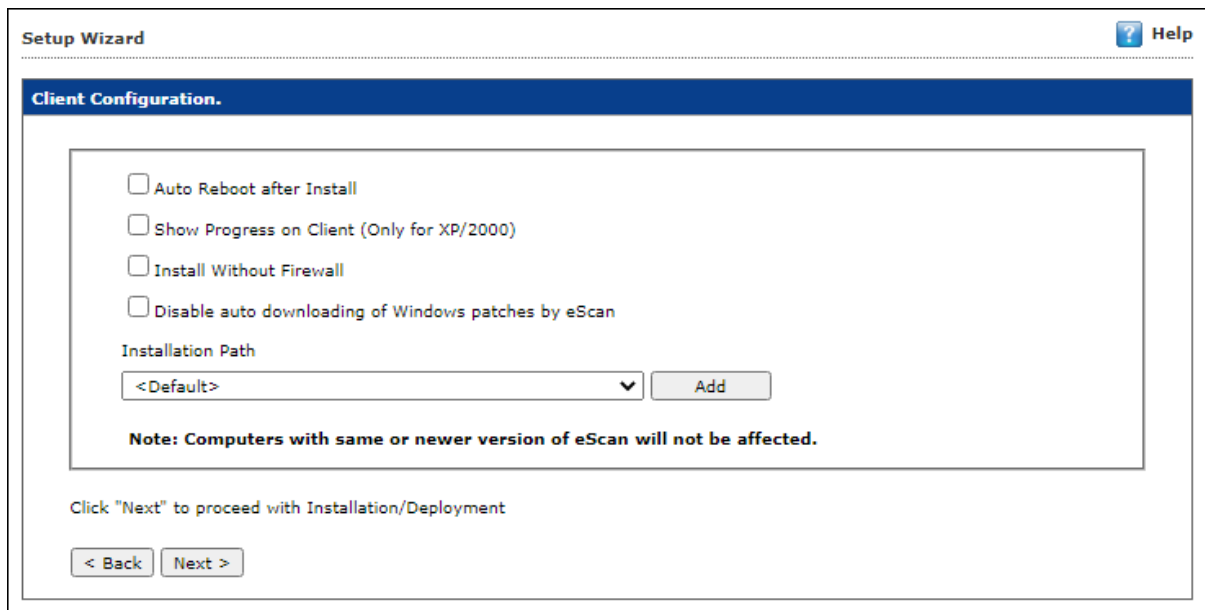 Setup Wizard
? Help
Client Configuration.
Auto Reboot after Install
Show Progress on Client (Only for XP/2000)
Install Without Firewall
Disable auto downloading of Windows patches by eScan
Installation Path
<Default> Add
Note: Computers with same or newer version of eScan will not be affected.
Click "Next" to proceed with Installation/Deployment
< Back Next >